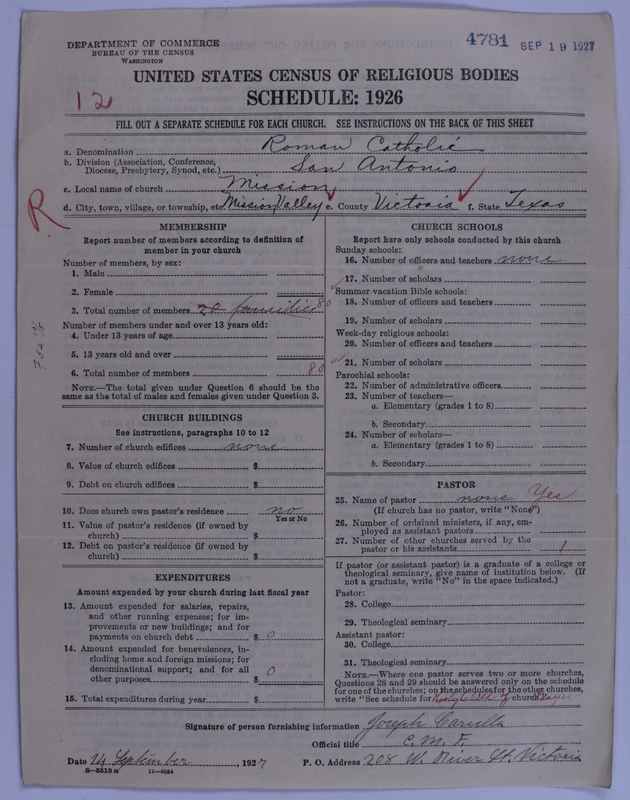 DEPARTMENT OF COMMERCE
BUREAU OF THE CENSUS
WASHINGTON
4781 SEP 19 1927
UNITED STATES CENSUS OF RELIGIOUS BODIES
SCHEDULE: 1926
12
FILL OUT A SEPARATE SCHEDULE FOR EACH CHURCH. SEE INSTRUCTIONS ON THE BACK OF THIS SHEET
a. Denomination Roman Catholic
b. Division (Association, Conference, Diocese, Presbytery, Synod, etc.) San Antonio
c. Local name of church Mission
d. City, town, village, or township, etc. Mission Valley e. County Victoria f. State Texas
R
MEMBERSHIP
Report number of members according to definition of
member in your church
Number of members, by sex:
1. Male
2. Female
3. Total number of members 20 families 80
Number of members under and over 13 years old:
4. Under 13 years of age
5. 13 years old and over
6. Total number of members 80
NOTE.—The total given under Question 6 should be the
same as the total of males and females given under Question 3.
CHURCH BUILDINGS
See instructions, paragraphs 10 to 12
7. Number of church edifices none
8. Value of church edifices $
9. Debt on church edifices $
10. Does church own pastor's residence no
Yes or No
11. Value of pastor's residence (if owned by
church) $
12. Debt on pastor's residence (if owned by
church) $
EXPENDITURES
Amount expended by your church during last fiscal year
13. Amount expended for salaries, repairs,
and other running expenses; for im-
provements or new buildings; and for
payments on church debt $ 0
14. Amount expended for benevolences, in-
cluding home and foreign missions; for
denominational support; and for all
other purposes $ 0
15. Total expenditures during year $
CHURCH SCHOOLS
Report here only schools conducted by this church
Sunday schools:
16. Number of officers and teachers none
17. Number of scholars
Summer vacation Bible schools:
18. Number of officers and teachers
19. Number of scholars
Week-day religious schools:
20. Number of officers and teachers
21. Number of scholars
Parochial schools:
22. Number of administrative officers
23. Number of teachers—
a. Elementary (grades 1 to 8)
b. Secondary
24. Number of scholars—
a. Elementary (grades 1 to 8)
b. Secondary
PASTOR
25. Name of pastor none Yes
(If church has no pastor, write "None")
26. Number of ordained ministers, if any, em-
ployed as assistant pastors
27. Number of other churches served by the
pastor or his assistants 1
If pastor (or assistant pastor) is a graduate of a college or
theological seminary, give name of institution below. (If
not a graduate, write "No" in the space indicated.)
Pastor:
28. College
29. Theological seminary
Assistant pastor:
30. College
31. Theological seminary
NOTE.—Where one pastor serves two or more churches,
Questions 28 and 29 should be answered only on the schedule
for one of the churches; on the schedules for the other churches,
write "See schedule for church."
Signature of person furnishing information Joseph
Official title C. M. F.
Date 14 September, 1927 P. O. Address 208 W. River St. Victoria
8-5518 a 11-9084